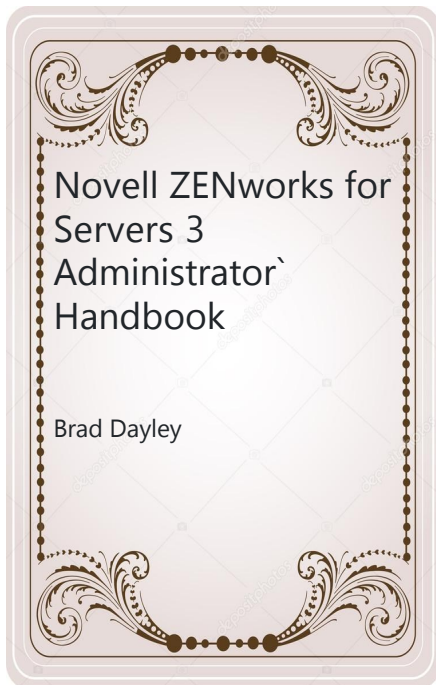 Novell ZENworks for
Servers 3
Administrator`
Handbook
Brad Dayley